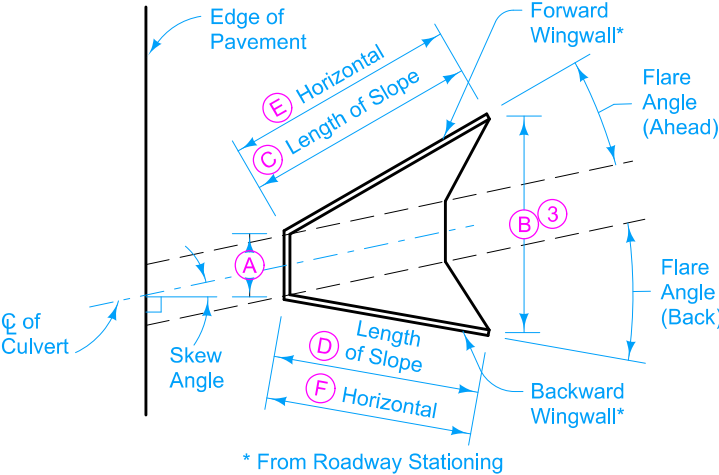 Edge of
Pavement
Forward
Wingwall*
E Horizontal
C Length of Slope
Flare
Angle
(Ahead)
A
B 3
Flare
Angle
(Back)
℄ of
Culvert
Skew
Angle
Length
D of Slope
F Horizontal
Backward
Wingwall*
* From Roadway Stationing